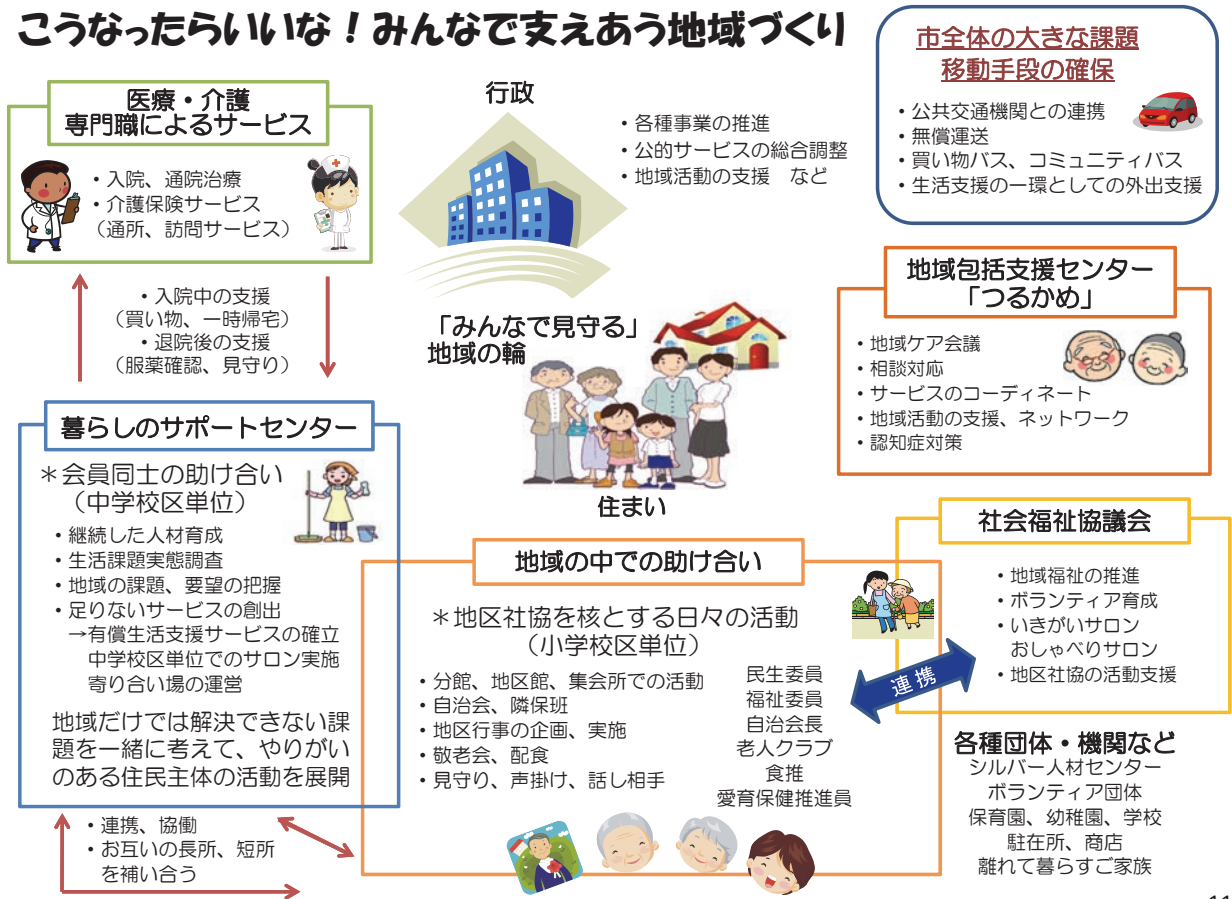 こうなったらいいな！みんなで支えあう地域づくり
市全体の大きな課題
移動手段の確保
・公共交通機関との連携
・無償運送
・買い物バス、コミュニティバス
・生活支援の一環としての外出支援
医療・介護
専門職によるサービス
・入院、通院治療
・介護保険サービス
（通所、訪問サービス）
行政
・各種事業の推進
・公的サービスの総合調整
・地域活動の支援　など
・入院中の支援
（買い物、一時帰宅）
・退院後の支援
（服薬確認、見守り）
「みんなで見守る」
地域の輪
住まい
地域包括支援センター
「つるかめ」
・地域ケア会議
・相談対応
・サービスのコーディネート
・地域活動の支援、ネットワーク
・認知症対策
暮らしのサポートセンター
＊会員同士の助け合い
（中学校区単位）
・継続した人材育成
・生活課題実態調査
・地域の課題、要望の把握
・足りないサービスの創出
→有償生活支援サービスの確立
中学校区単位でのサロン実施
寄り合い場の運営
地域だけでは解決できない課
題を一緒に考えて、やりがい
のある住民主体の活動を展開
・連携、協働
・お互いの長所、短所
を補い合う
地域の中での助け合い
＊地区社協を核とする日々の活動
（小学校区単位）
・分館、地区館、集会所での活動
・自治会、隣保班
・地区行事の企画、実施
・敬老会、配食
・見守り、声掛け、話し相手
民生委員
福祉委員
自治会長
老人クラブ
食推
愛育保健推進員
連携
社会福祉協議会
・地域福祉の推進
・ボランティア育成
・いきがいサロン
おしゃべりサロン
・地区社協の活動支援
各種団体・機関など
シルバー人材センター
ボランティア団体
保育園、幼稚園、学校
駐在所、商店
離れて暮らすご家族
11